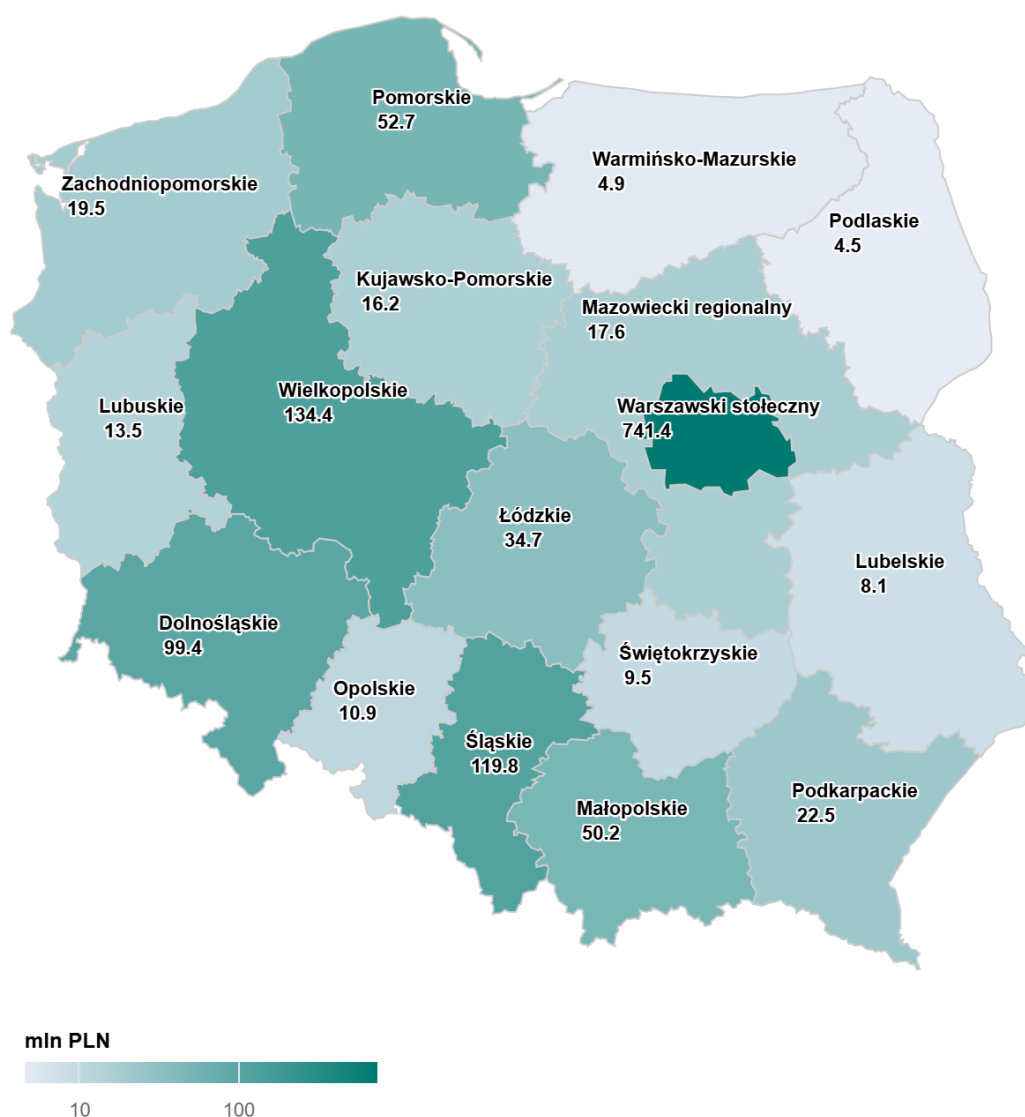 Pomorskie
52.7
Warmińsko-Mazurskie
4.9
Zachodniopomorskie
19.5
Podlaskie
4.5
Kujawsko-Pomorskie
16.2
Mazowiecki regionalny
17.6
Wielkopolskie
134.4
Lubuskie
13.5
Warszawski stołeczny
741.4
Łódzkie
34.7
Lubelskie
8.1
Dolnośląskie
99.4
Świętokrzyskie
9.5
Opolskie
10.9
Śląskie
119.8
Podkarpackie
22.5
Małopolskie
50.2
mln PLN
10
100